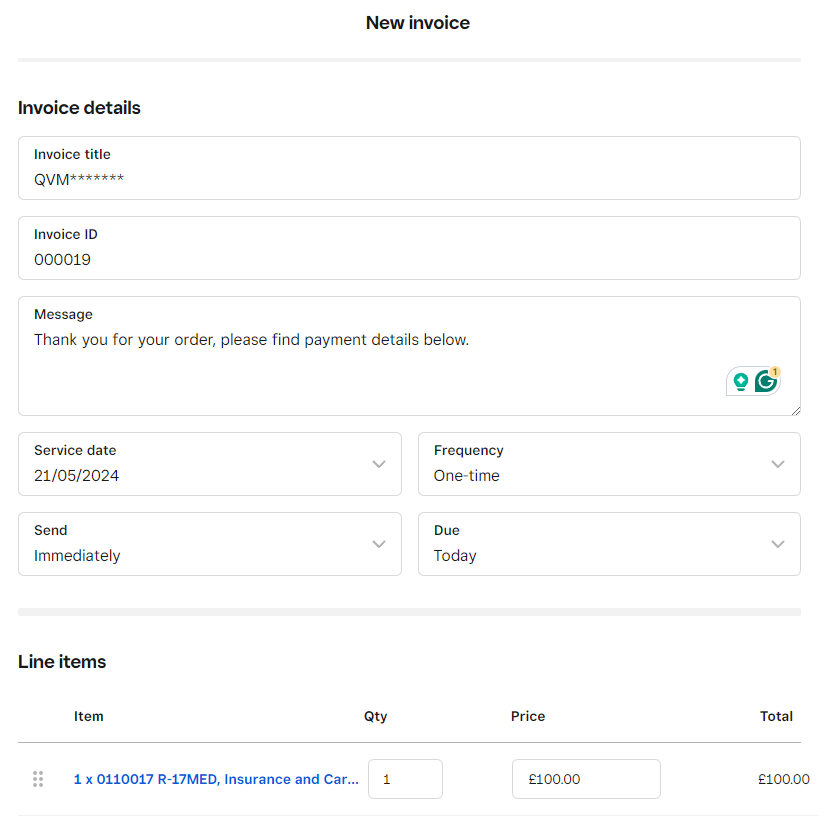 New invoice
Invoice details
Invoice title
QVM*******
Invoice ID
000019
Message
Thank you for your order, please find payment details below.
1
Service date
21/05/2024
Frequency
One-time
Send
Immediately
Due
Today
Line items
Item Qty Price Total
1 x 0110017 R-17MED, Insurance and Car... 1 £100.00 £100.00